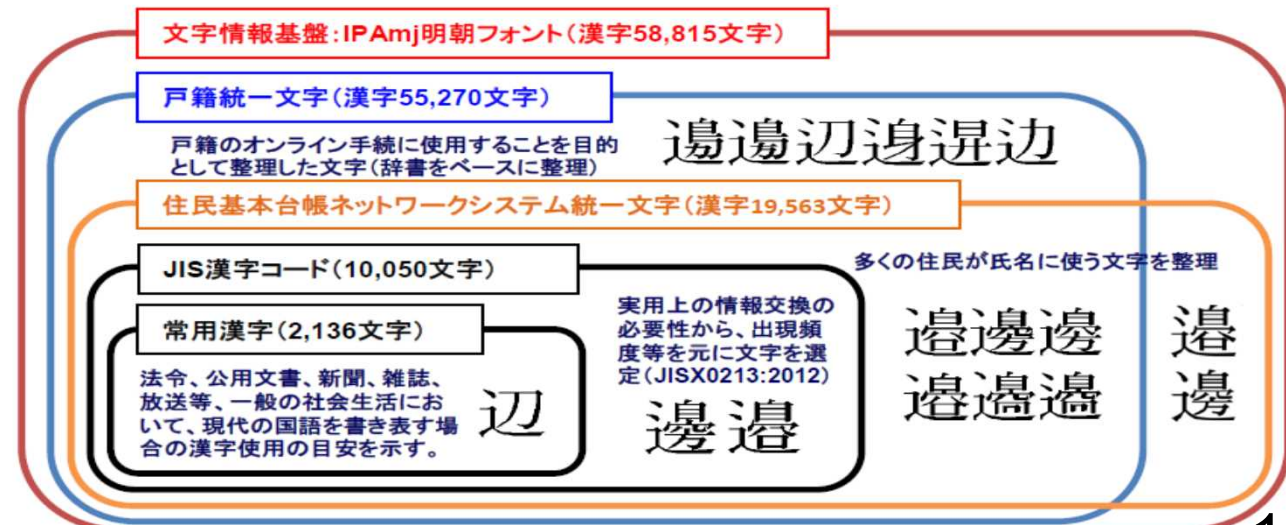 文字情報基盤:IPAmj明朝フォント(漢字58,815文字)
戸籍統一文字(漢字55,270文字)
戸籍のオンライン手続に使用することを目的
として整理した文字(辞書をベースに整理)
住民基本台帳ネットワークシステム統一文字(漢字19,563文字)
JIS漢字コード(10,050文字)
多くの住民が氏名に使う文字を整理
実用上の情報交換の
必要性から、出現頻
度等を元に文字を選
定(JISX0213:2012)
邊邉
常用漢字(2,136文字)
法令、公用文書、新聞、雑誌、
放送等、一般の社会生活にお
いて、現代の国語を書き表す場
合の漢字使用の目安を示す。
辺